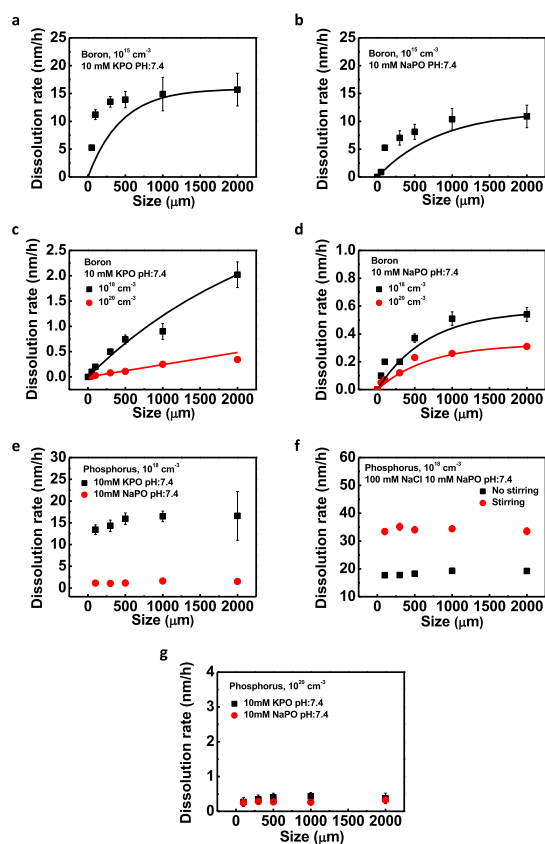 a
Boron, 10¹⁵ cm⁻³
10 mM KPO PH:7.4
Dissolution rate (nm/h)
25
20
15
10
5
0
0 500 1000 1500 2000
Size (μm)
b
Boron, 10¹⁵ cm⁻³
10 mM NaPO PH:7.4
Dissolution rate (nm/h)
25
20
15
10
5
0
0 500 1000 1500 2000
Size (μm)
c
Boron
10 mM KPO pH:7.4
10¹⁸ cm⁻³
10²⁰ cm⁻³
Dissolution rate (nm/h)
2.5
2.0
1.5
1.0
0.5
0.0
0 500 1000 1500 2000
Size (μm)
d
Boron
10 mM NaPO pH:7.4
10¹⁸ cm⁻³
10²⁰ cm⁻³
Dissolution rate (nm/h)
1.0
0.8
0.6
0.4
0.2
0.0
0 500 1000 1500 2000
Size (μm)
e
Phosphorus, 10¹⁸ cm⁻³
10mM KPO pH:7.4
10mM NaPO pH:7.4
Dissolution rate (nm/h)
30
25
20
15
10
5
0
0 500 1000 1500 2000
Size (μm)
f
Phosphorus, 10¹⁸ cm⁻³
100 mM NaCl 10 mM NaPO pH=7.4
No stirring
Stirring
Dissolution rate (nm/h)
60
50
40
30
20
10
0 500 1000 1500 2000
Size (μm)
g
Phosphorus, 10²⁰ cm⁻³
10mM KPO pH:7.4
10mM NaPO pH:7.4
Dissolution rate (nm/h)
4
3
2
1
0
0 500 1000 1500 2000
Size (μm)